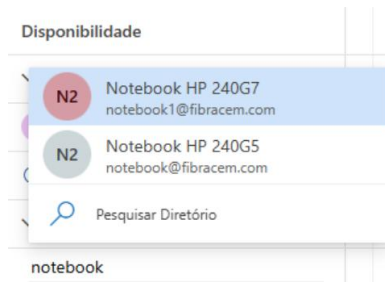 Disponibilidade
N2
Notebook HP 240G7
notebook1@fibracem.com
N2
Notebook HP 240G5
notebook@fibracem.com
Pesquisar Diretório
notebook